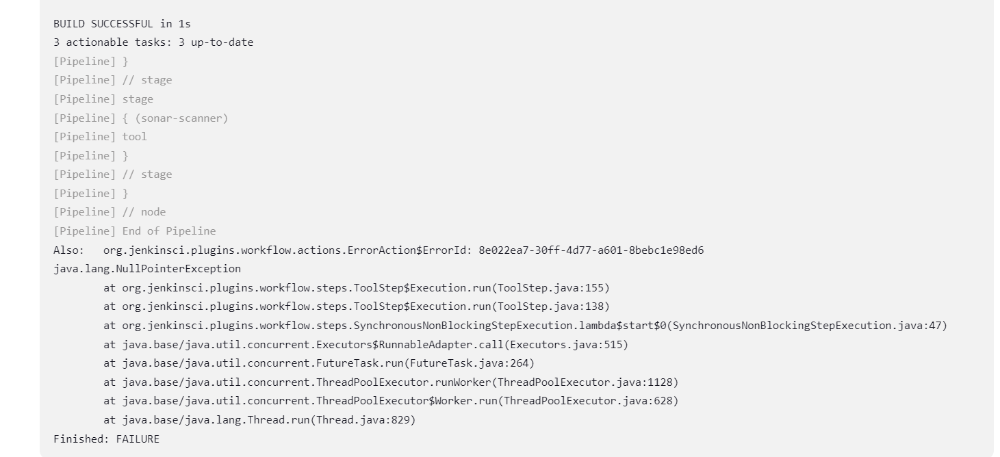 BUILD SUCCESSFUL in 1s
3 actionable tasks: 3 up-to-date
[Pipeline] }
[Pipeline] // stage
[Pipeline] stage
[Pipeline] { (sonar-scanner)
[Pipeline] tool
[Pipeline] }
[Pipeline] // stage
[Pipeline] }
[Pipeline] // node
[Pipeline] End of Pipeline
Also:   org.jenkinsci.plugins.workflow.actions.ErrorAction$ErrorId: 8e022ea7-30ff-4d77-a601-8bebc1e98ed6
java.lang.NullPointerException
        at org.jenkinsci.plugins.workflow.steps.ToolStep$Execution.run(ToolStep.java:155)
        at org.jenkinsci.plugins.workflow.steps.ToolStep$Execution.run(ToolStep.java:138)
        at org.jenkinsci.plugins.workflow.steps.SynchronousNonBlockingStepExecution.lambda$start$0(SynchronousNonBlockingStepExecution.java:47)
        at java.base/java.util.concurrent.Executors$RunnableAdapter.call(Executors.java:515)
        at java.base/java.util.concurrent.FutureTask.run(FutureTask.java:264)
        at java.base/java.util.concurrent.ThreadPoolExecutor.runWorker(ThreadPoolExecutor.java:1128)
        at java.base/java.util.concurrent.ThreadPoolExecutor$Worker.run(ThreadPoolExecutor.java:628)
        at java.base/java.lang.Thread.run(Thread.java:829)
Finished: FAILURE